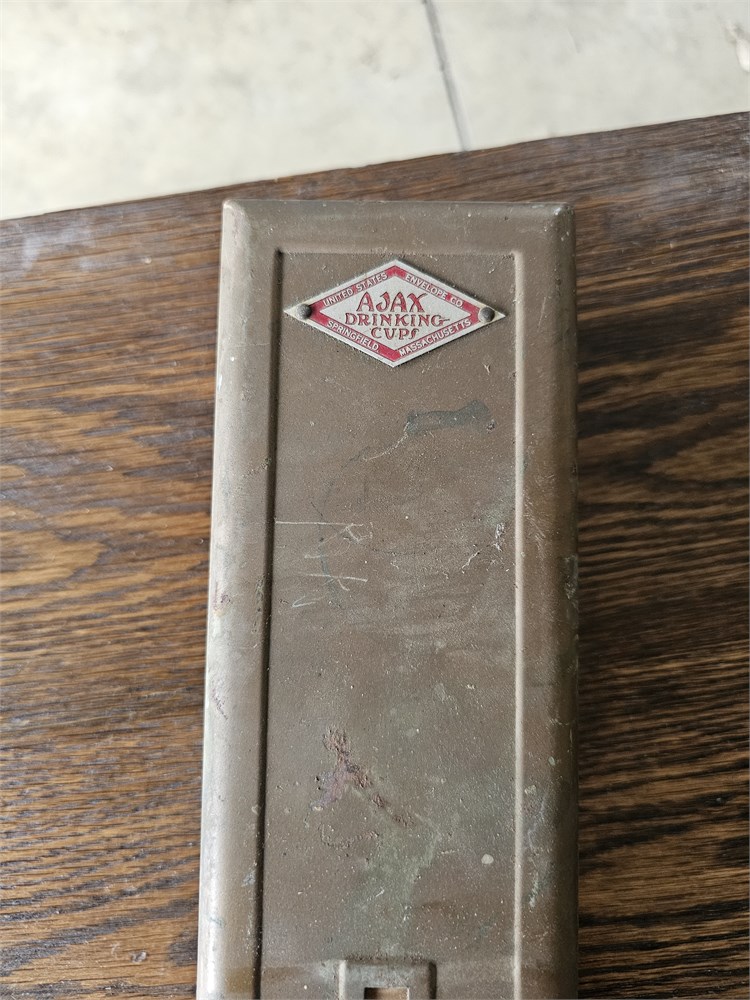 UNITED STATES ENVELOPE CO
AJAX
DRINKING
CUPS
SPRINGFIELD MASSACHUSETTS